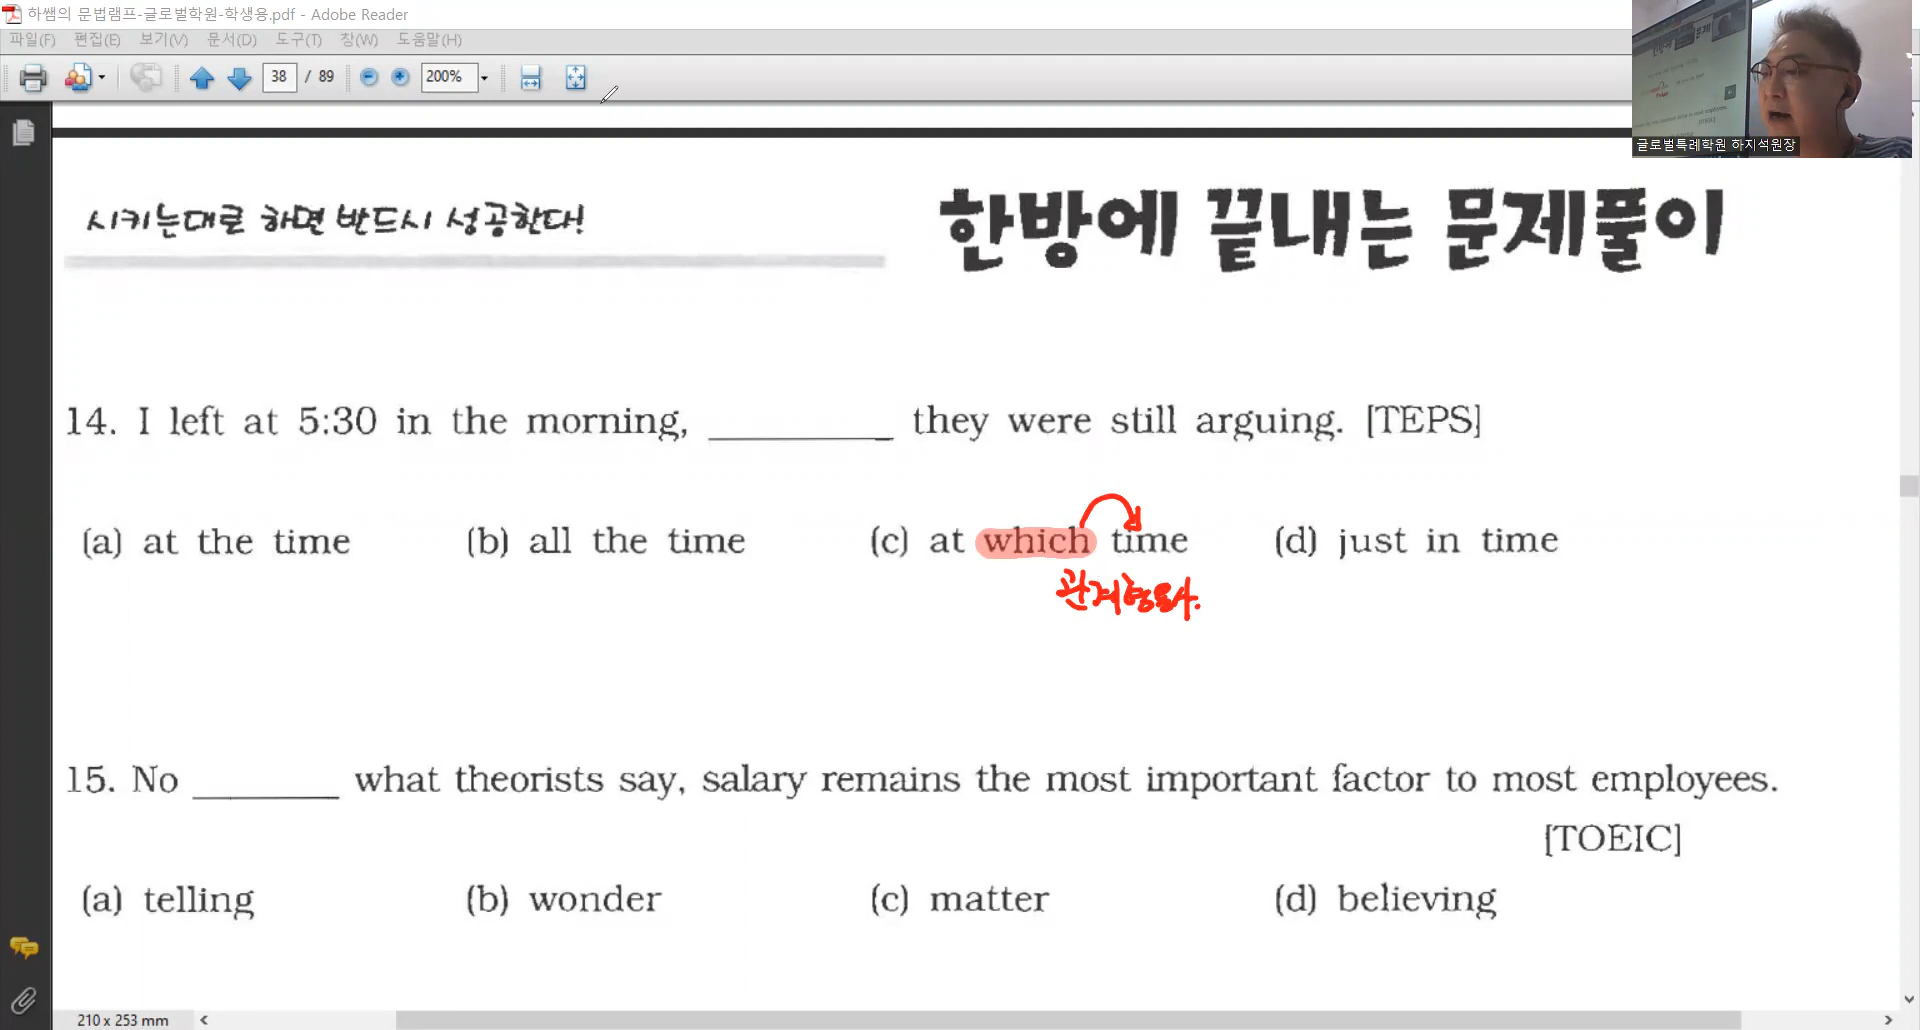 하쌤의 문법램프-글로벌학원-학생용.pdf - Adobe Reader
파일(F) 편집(E) 보기(V) 문서(D) 도구(T) 창(W) 도움말(H)
38 / 89 200%
글로벌특례학원 하지석원장
시키는대로 하면 반드시 성공한다!
한방에 끝내는 문제풀이
14. I left at 5:30 in the morning, ________ they were still arguing. [TEPS]
(a) at the time (b) all the time (c) at which time (d) just in time
관계형용사.
15. No ________ what theorists say, salary remains the most important factor to most employees.
[TOEIC]
(a) telling (b) wonder (c) matter (d) believing
210 x 253 mm